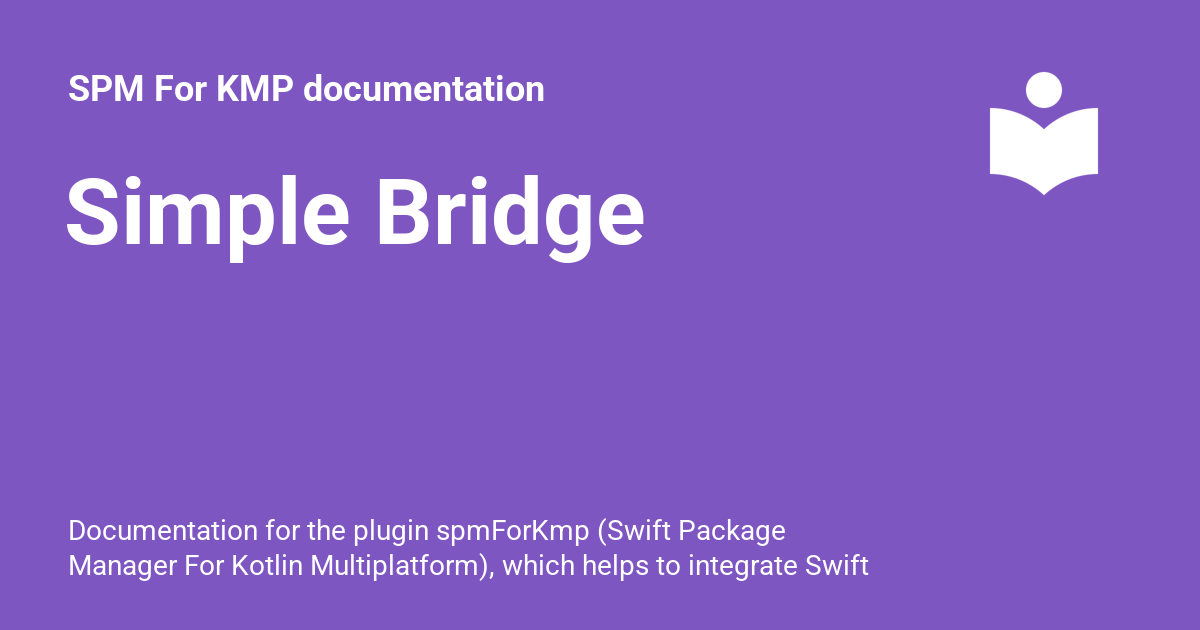 SPM For KMP documentation
Simple Bridge
Documentation for the plugin spmForKmp (Swift Package
Manager For Kotlin Multiplatform), which helps to integrate Swift